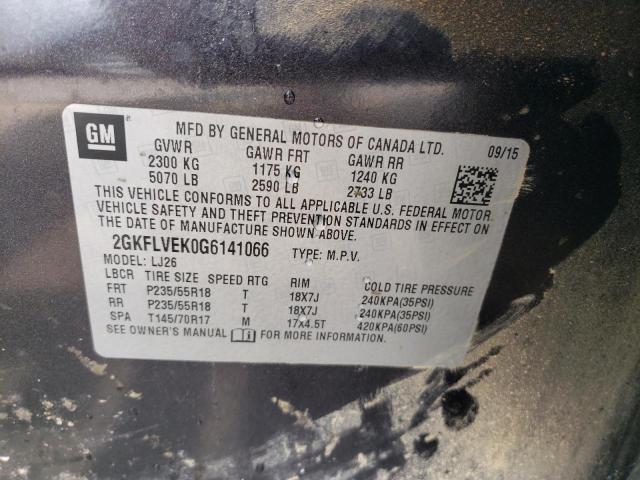 GM
MFD BY GENERAL MOTORS OF CANADA LTD.
GVWR GAWR FRT GAWR RR 09/15
2300 KG 1175 KG 1240 KG
5070 LB 2590 LB 2733 LB
THIS VEHICLE CONFORMS TO ALL APPLICABLE U.S. FEDERAL MOTOR
VEHICLE SAFETY AND THEFT PREVENTION STANDARDS IN EFFECT ON
THE DATE OF MANUFACTURE SHOWN ABOVE.
2GKFLVEK0G6141066 TYPE: M.P.V.
MODEL: LJ26
LBCR TIRE SIZE SPEED RTG RIM COLD TIRE PRESSURE
FRT P235/55R18 T 18X7J 240KPA(35PSI)
RR P235/55R18 T 18X7J 240KPA(35PSI)
SPA T145/70R17 M 17x4.5T 420KPA(60PSI)
SEE OWNER'S MANUAL FOR MORE INFORMATION.